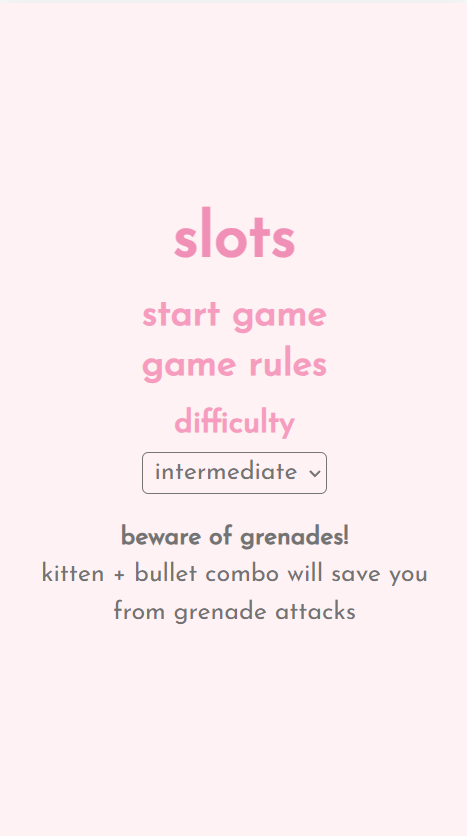 slots
start game
game rules
difficulty
intermediate
beware of grenades!
kitten + bullet combo will save you
from grenade attacks